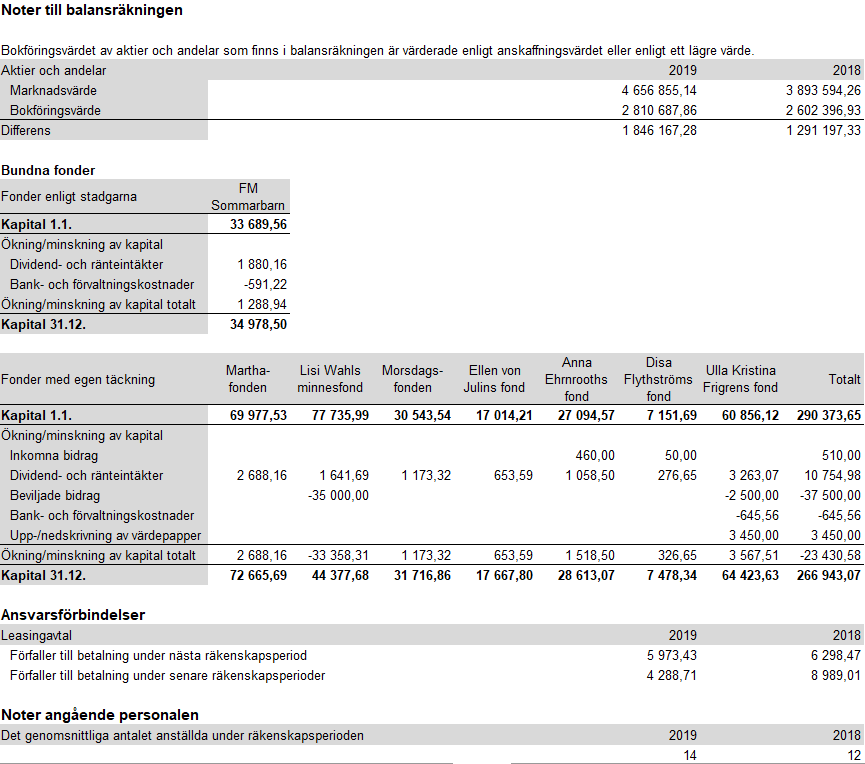 Noter till balansräkningen
Bokföringsvärdet av aktier och andelar som finns i balansräkningen är värderade enligt anskaffningsvärdet eller enligt ett lägre värde.
Aktier och andelar 2019 2018
Marknadsvärde 4 656 855,14 3 893 594,26
Bokföringsvärde 2 810 687,86 2 602 396,93
Differens 1 846 167,28 1 291 197,33
Bundna fonder
Fonder enligt stadgarna FM Sommarbarn
Kapital 1.1. 33 689,56
Ökning/minskning av kapital
Dividend- och ränteintäkter 1 880,16
Bank- och förvaltningskostnader -591,22
Ökning/minskning av kapital totalt 1 288,94
Kapital 31.12. 34 978,50
Fonder med egen täckning Martha-fonden Lisi Wahls minnesfond Morsdags-fonden Ellen von Julins fond Anna Ehrnrooths fond Disa Flythströms fond Ulla Kristina Frigrens fond Totalt
Kapital 1.1. 69 977,53 77 735,99 30 543,54 17 014,21 27 094,57 7 151,69 60 856,12 290 373,65
Ökning/minskning av kapital
Inkomna bidrag 460,00 50,00 510,00
Dividend- och ränteintäkter 2 688,16 1 641,69 1 173,32 653,59 1 058,50 276,65 3 263,07 10 754,98
Beviljade bidrag -35 000,00 -2 500,00 -37 500,00
Bank- och förvaltningskostnader -645,56 -645,56
Upp-/nedskrivning av värdepapper 3 450,00 3 450,00
Ökning/minskning av kapital totalt 2 688,16 -33 358,31 1 173,32 653,59 1 518,50 326,65 3 567,51 -23 430,58
Kapital 31.12. 72 665,69 44 377,68 31 716,86 17 667,80 28 613,07 7 478,34 64 423,63 266 943,07
Ansvarsförbindelser
Leasingavtal 2019 2018
Förfaller till betalning under nästa räkenskapsperiod 5 973,43 6 298,47
Förfaller till betalning under senare räkenskapsperioder 4 288,71 8 989,01
Noter angående personalen
Det genomsnittliga antalet anställda under räkenskapsperioden 2019 2018
14 12